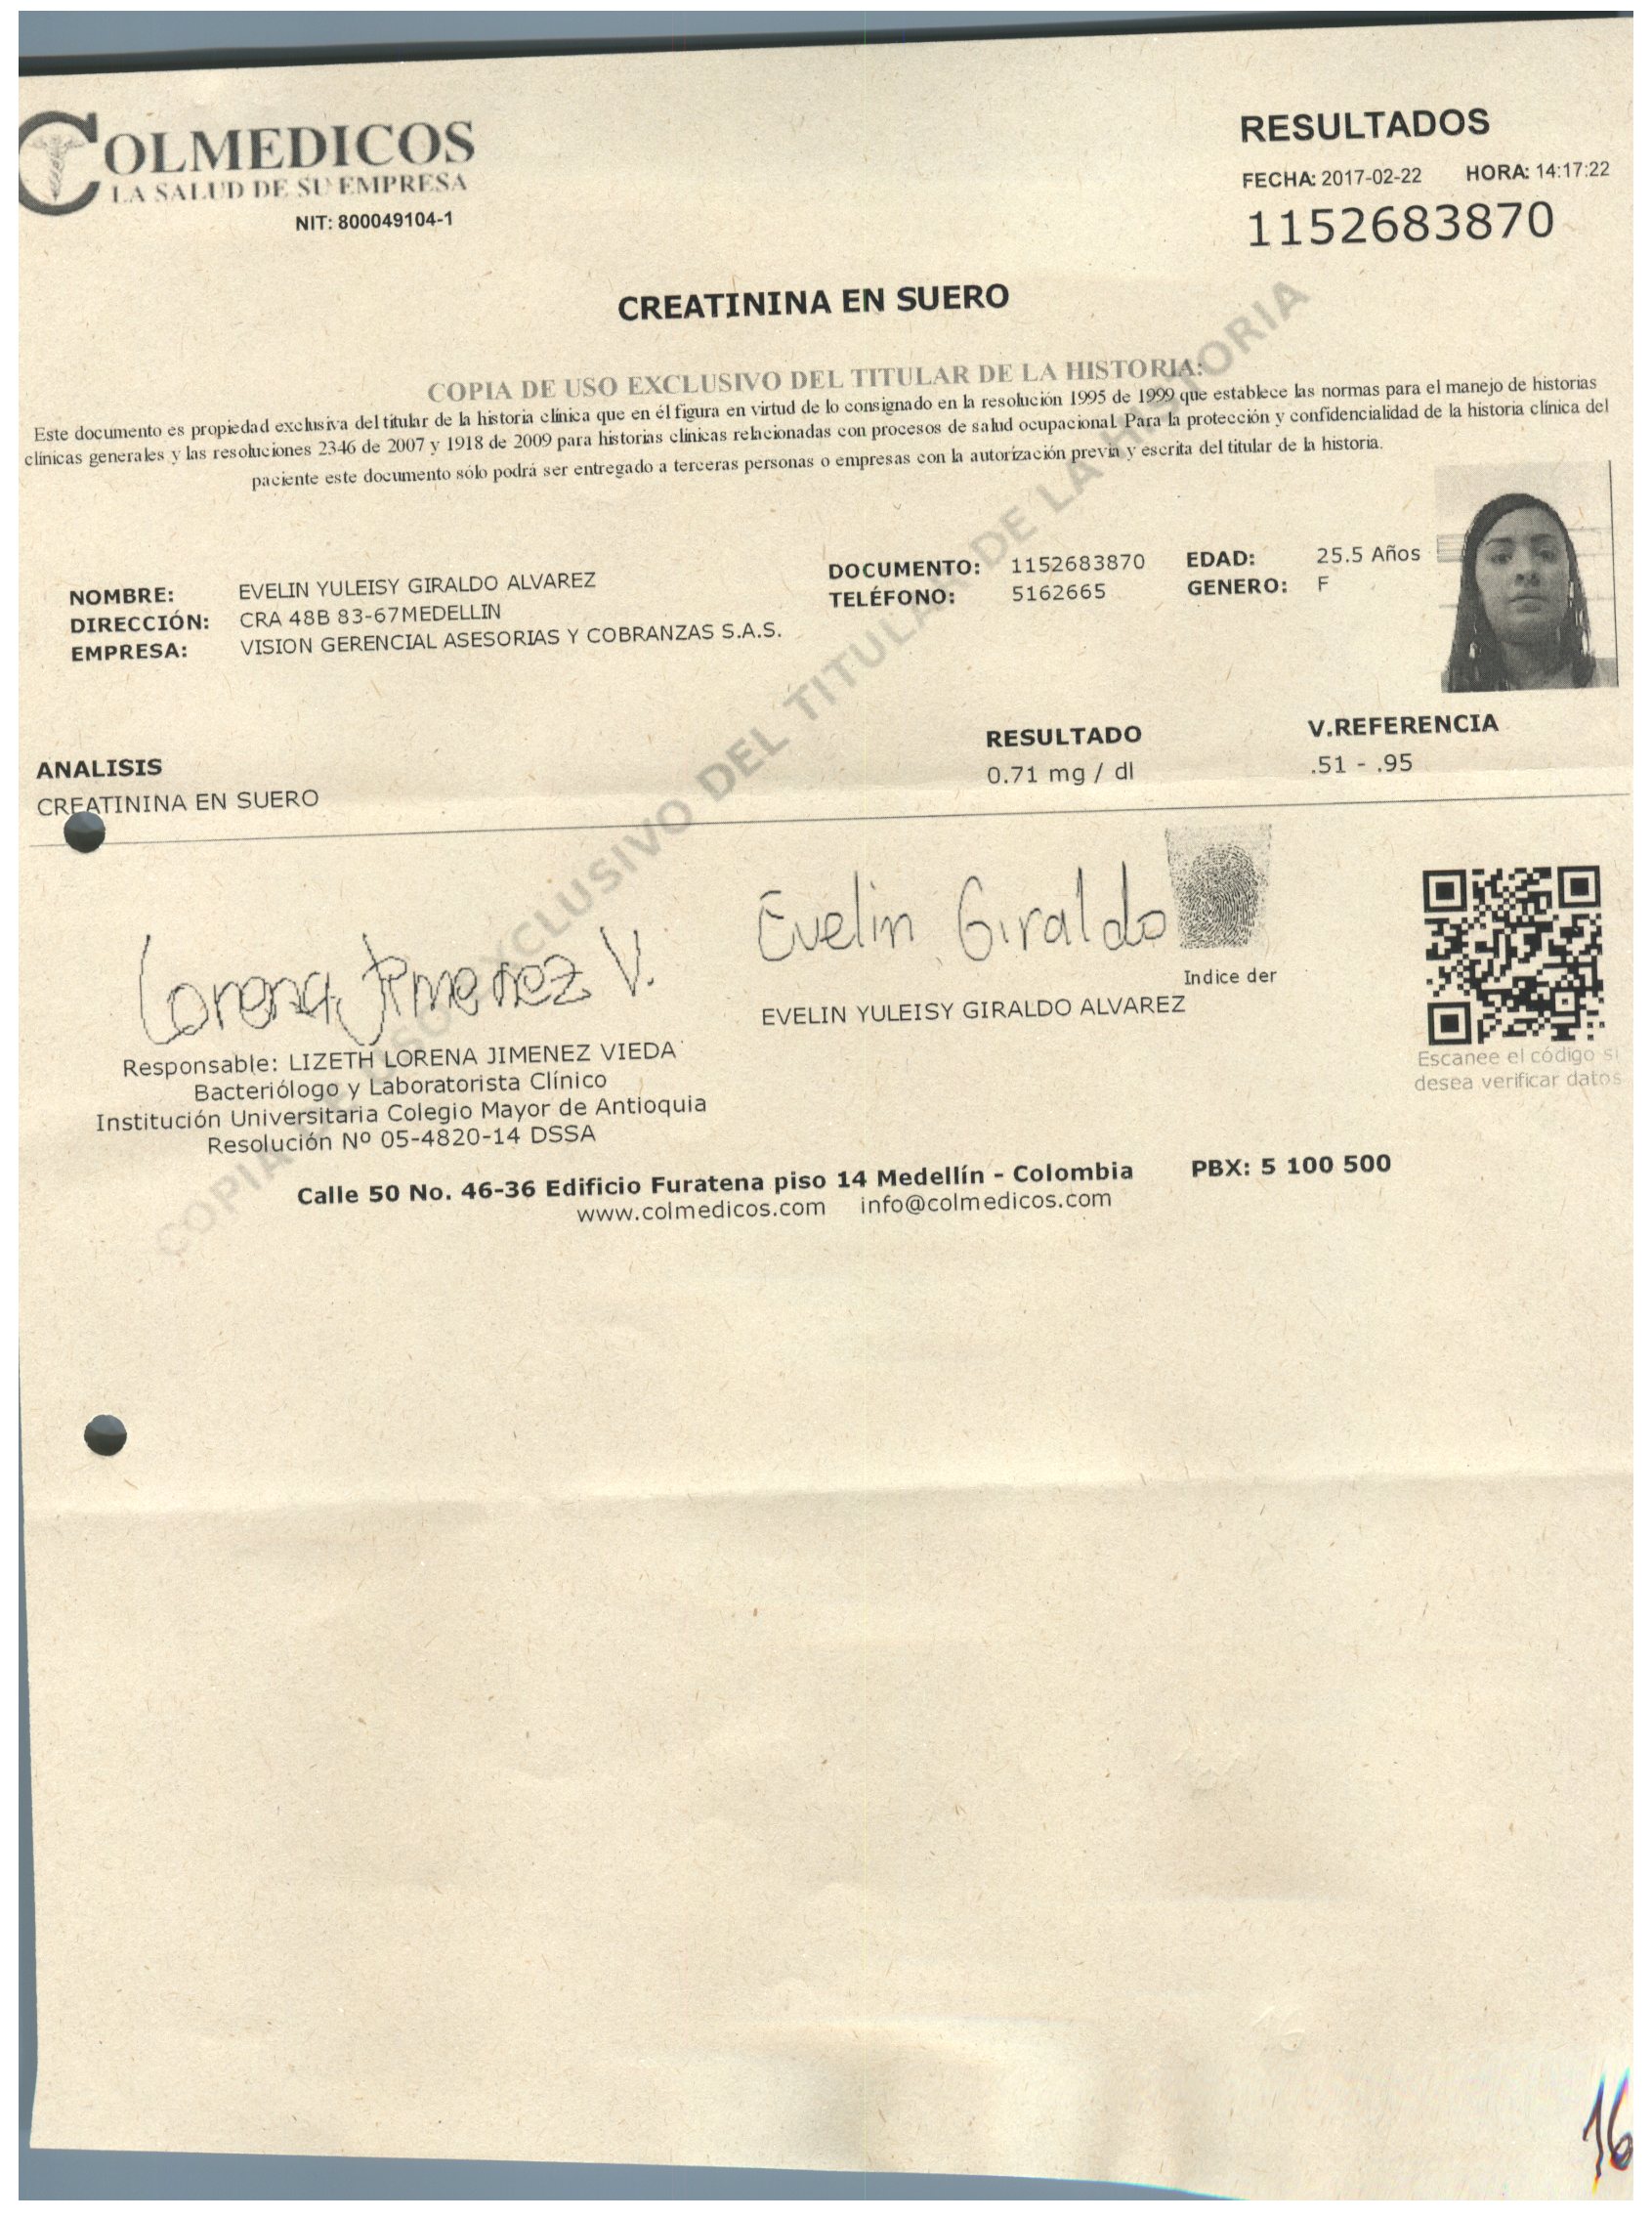 COLMEDICOS
LA SALUD DE SU EMPRESA
NIT: 800049104-1
RESULTADOS
FECHA: 2017-02-22 HORA: 14:17:22
1152683870
CREATININA EN SUERO
COPIA DE USO EXCLUSIVO DEL TITULAR DE LA HISTORIA:
Este documento es propiedad exclusiva del titular de la historia clínica que en él figura en virtud de lo consignado en la resolución 1995 de 1999 que establece las normas para el manejo de historias
clínicas generales y las resoluciones 2346 de 2007 y 1918 de 2009 para historias clínicas relacionadas con procesos de salud ocupacional. Para la protección y confidencialidad de la historia clínica del
paciente este documento sólo podrá ser entregado a terceras personas o empresas con la autorización previa y escrita del titular de la historia.
NOMBRE: EVELIN YULEISY GIRALDO ALVAREZ DOCUMENTO: 1152683870 EDAD: 25.5 Años
DIRECCIÓN: CRA 48B 83-67MEDELLIN TELÉFONO: 5162665 GENERO: F
EMPRESA: VISION GERENCIAL ASESORIAS Y COBRANZAS S.A.S.
ANALISIS RESULTADO V.REFERENCIA
CREATININA EN SUERO 0.71 mg / dl .51 - .95
Lorena Jimenez V.
Evelin Giraldo
Indice der
EVELIN YULEISY GIRALDO ALVAREZ
Responsable: LIZETH LORENA JIMENEZ VIEDA
Bacteriólogo y Laboratorista Clínico
Institución Universitaria Colegio Mayor de Antioquia
Resolución Nº 05-4820-14 DSSA
Escanee el código si
desea verificar datos
Calle 50 No. 46-36 Edificio Furatena piso 14 Medellín - Colombia PBX: 5 100 500
www.colmedicos.com info@colmedicos.com
COPIA DE USO EXCLUSIVO DEL TITULAR DE LA HISTORIA
16